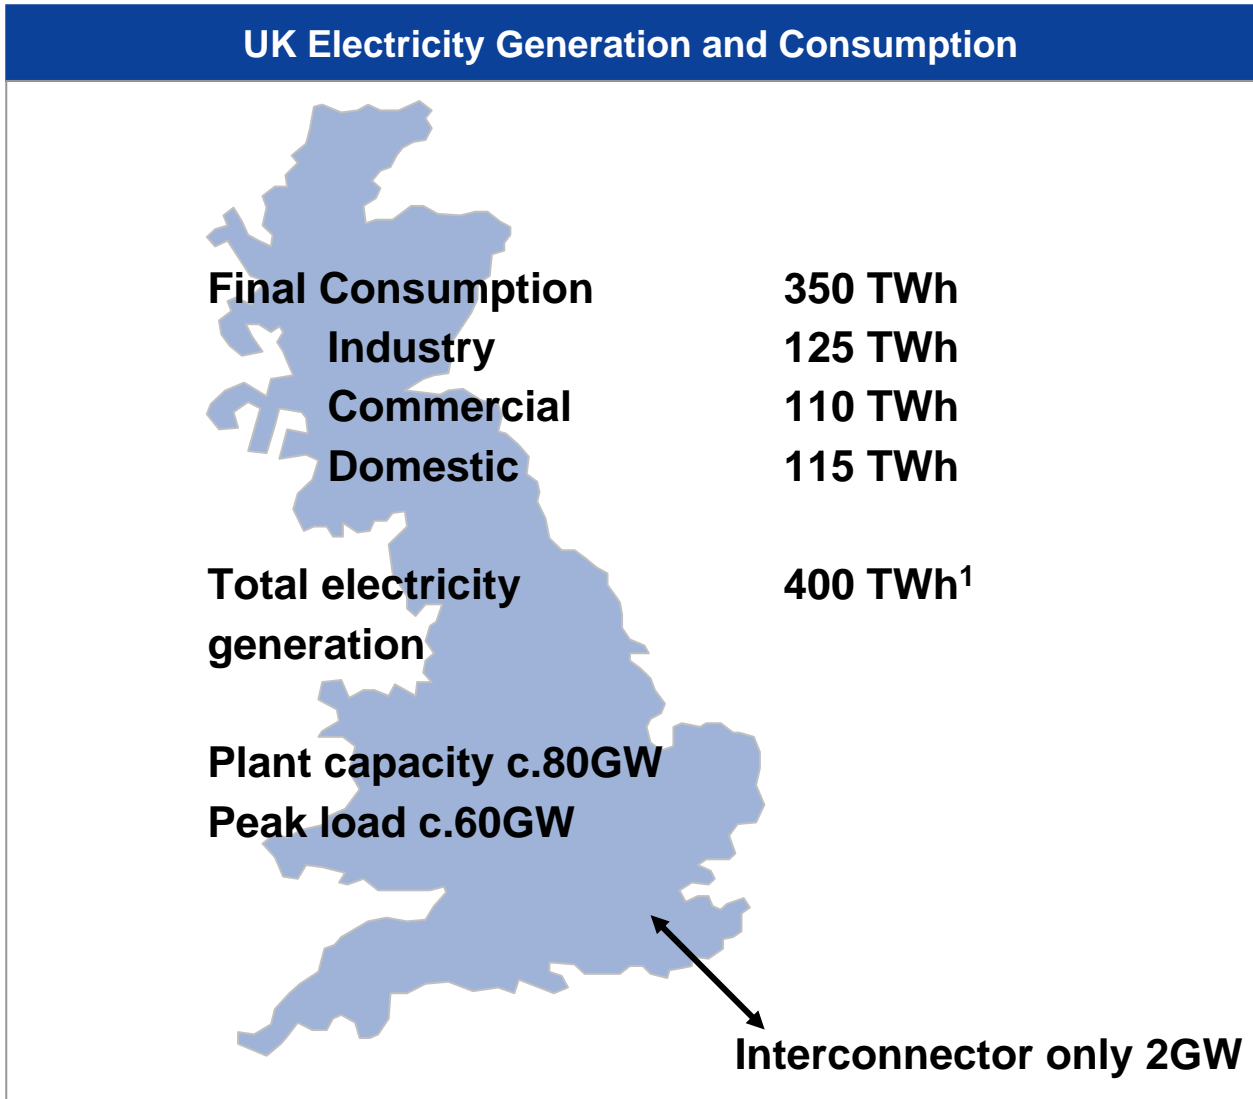 UK Electricity Generation and Consumption
Final Consumption 350 TWh
Industry 125 TWh
Commercial 110 TWh
Domestic 115 TWh
Total electricity 400 TWh¹
generation
Plant capacity c.80GW
Peak load c.60GW
Interconnector only 2GW